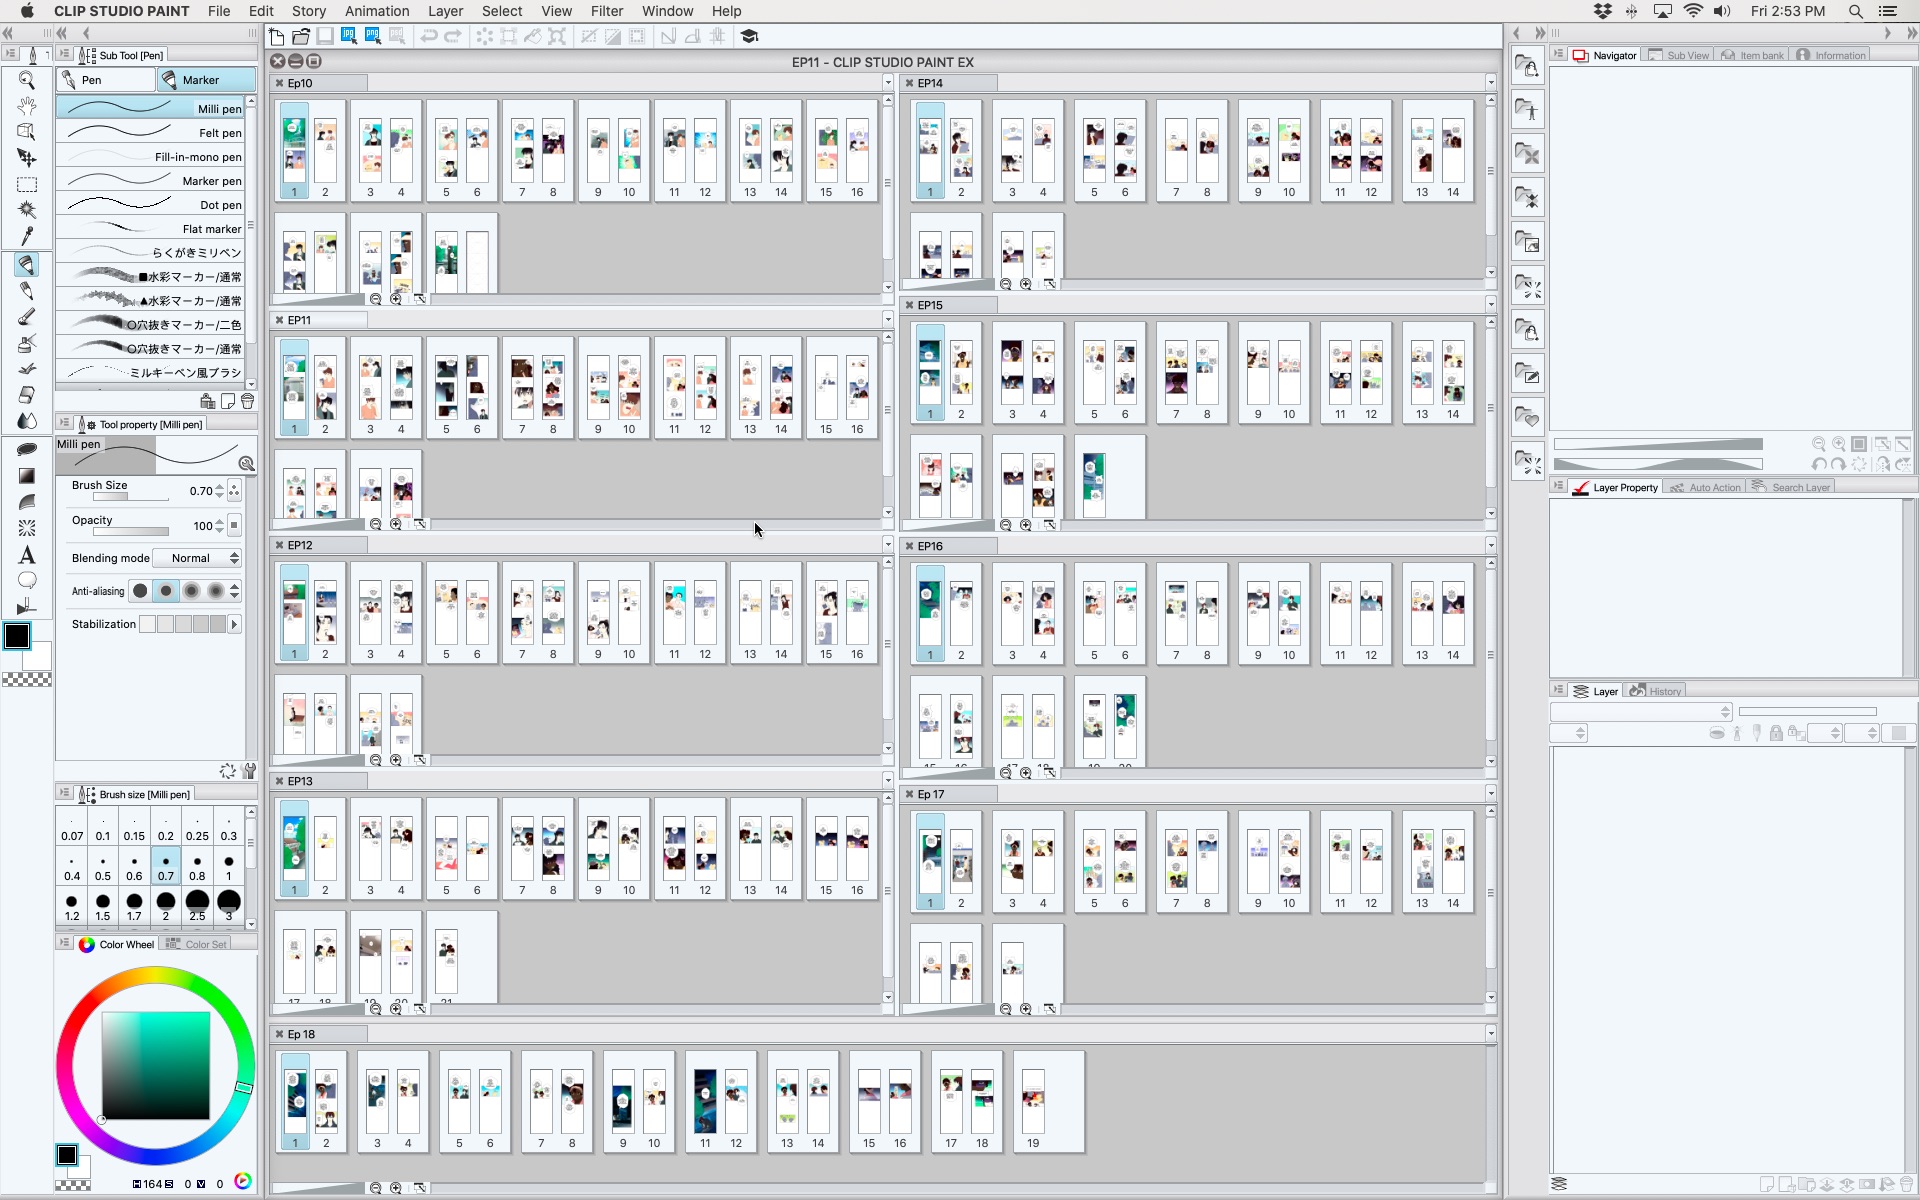 CLIP STUDIO PAINT File Edit Story Animation Layer Select View Filter Window Help Fri 2:53 PM
EP11 - CLIP STUDIO PAINT EX
Sub Tool [Pen]
Pen Marker
Milli pen
Felt pen
Fill-in-mono pen
Marker pen
Dot pen
Flat marker
らくがきミリペン
■水彩マーカー/通常
▲水彩マーカー/通常
○穴抜きマーカー/二色
○穴抜きマーカー/通常
ミルキーペン風ブラシ
Tool property [Milli pen]
Milli pen
Brush Size 0.70
Opacity 100
Blending mode Normal
Anti-aliasing
Stabilization
Brush size [Milli pen]
0.07 0.1 0.15 0.2 0.25 0.3
0.4 0.5 0.6 0.7 0.8 1
1.2 1.5 1.7 2 2.5 3
Color Wheel Color Set
H 164 S 0 V 0
Ep10
1 2 3 4 5 6 7 8 9 10 11 12 13 14 15 16
EP11
1 2 3 4 5 6 7 8 9 10 11 12 13 14 15 16
EP12
1 2 3 4 5 6 7 8 9 10 11 12 13 14 15 16
EP13
1 2 3 4 5 6 7 8 9 10 11 12 13 14 15 16
17 18 19 20 21
EP14
1 2 3 4 5 6 7 8 9 10 11 12 13 14
EP15
1 2 3 4 5 6 7 8 9 10 11 12 13 14
EP16
1 2 3 4 5 6 7 8 9 10 11 12 13 14
15 16 17 18 19 20
Ep 17
1 2 3 4 5 6 7 8 9 10 11 12 13 14
Ep 18
1 2 3 4 5 6 7 8 9 10 11 12 13 14 15 16 17 18 19
Navigator Sub View Item bank Information
Layer Property Auto Action Search Layer
Layer History